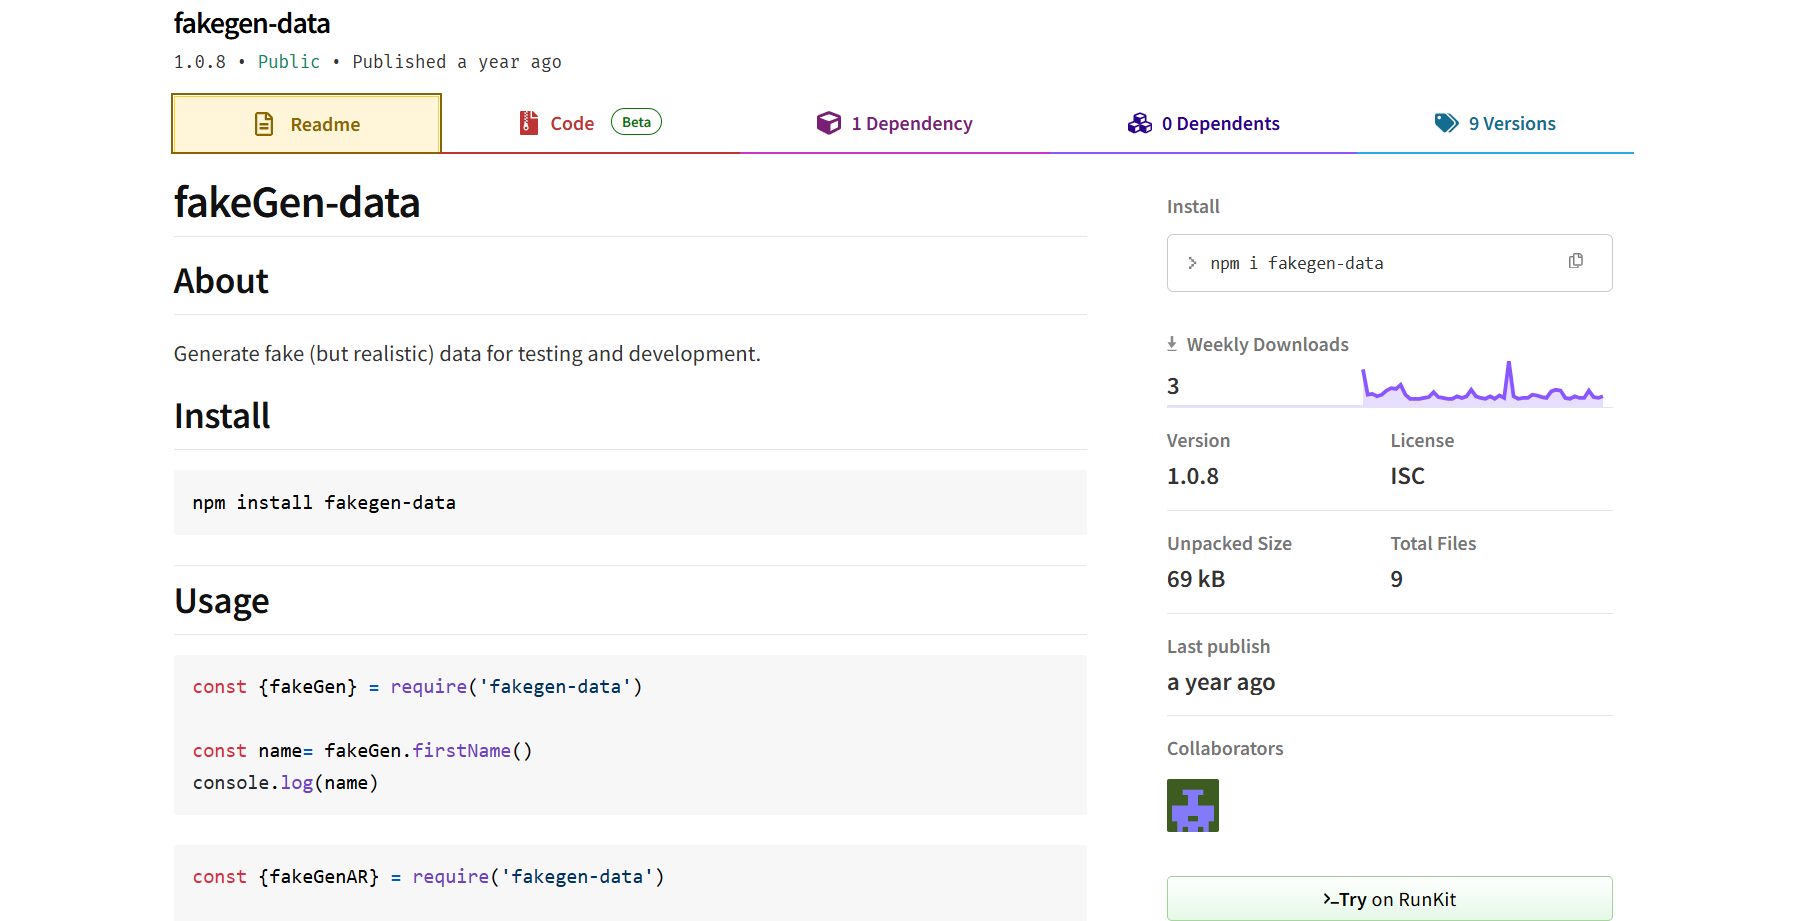 fakegen-data
1.0.8 • Public • Published a year ago
Readme
Code Beta
1 Dependency
0 Dependents
9 Versions
fakeGen-data
About
Generate fake (but realistic) data for testing and development.
Install
npm install fakegen-data
Usage
const {fakeGen} = require('fakegen-data')
const name= fakeGen.firstName()
console.log(name)
const {fakeGenAR} = require('fakegen-data')
Install
> npm i fakegen-data
Weekly Downloads
3
Version
License
1.0.8
ISC
Unpacked Size
Total Files
69 kB
9
Last publish
a year ago
Collaborators
>_Try on RunKit